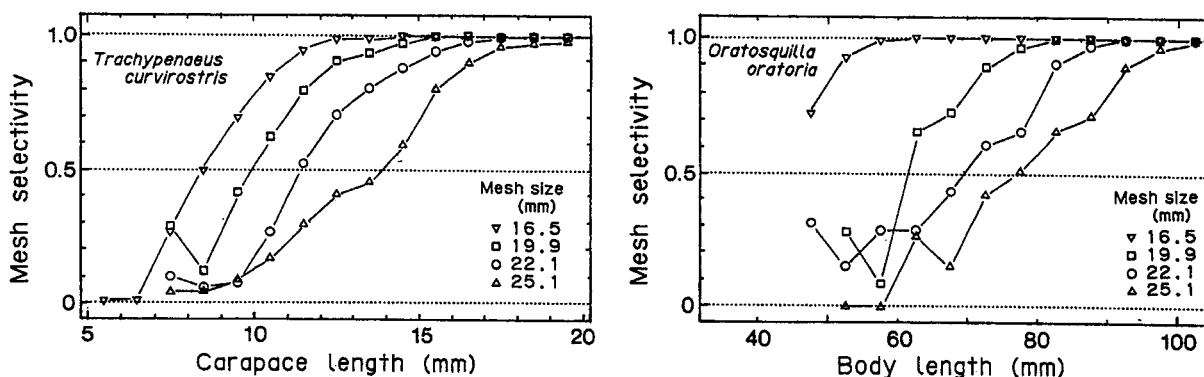 Trachypenaeus
curvirostris
Mesh selectivity
1.0
0.5
0
Mesh size
(mm)
▽ 16.5
□ 19.9
○ 22.1
△ 25.1
5 10 15 20
Carapace length (mm)
Oratosquilla
oratoria
Mesh selectivity
1.0
0.5
0
Mesh size
(mm)
▽ 16.5
□ 19.9
○ 22.1
△ 25.1
40 60 80 100
Body length (mm)